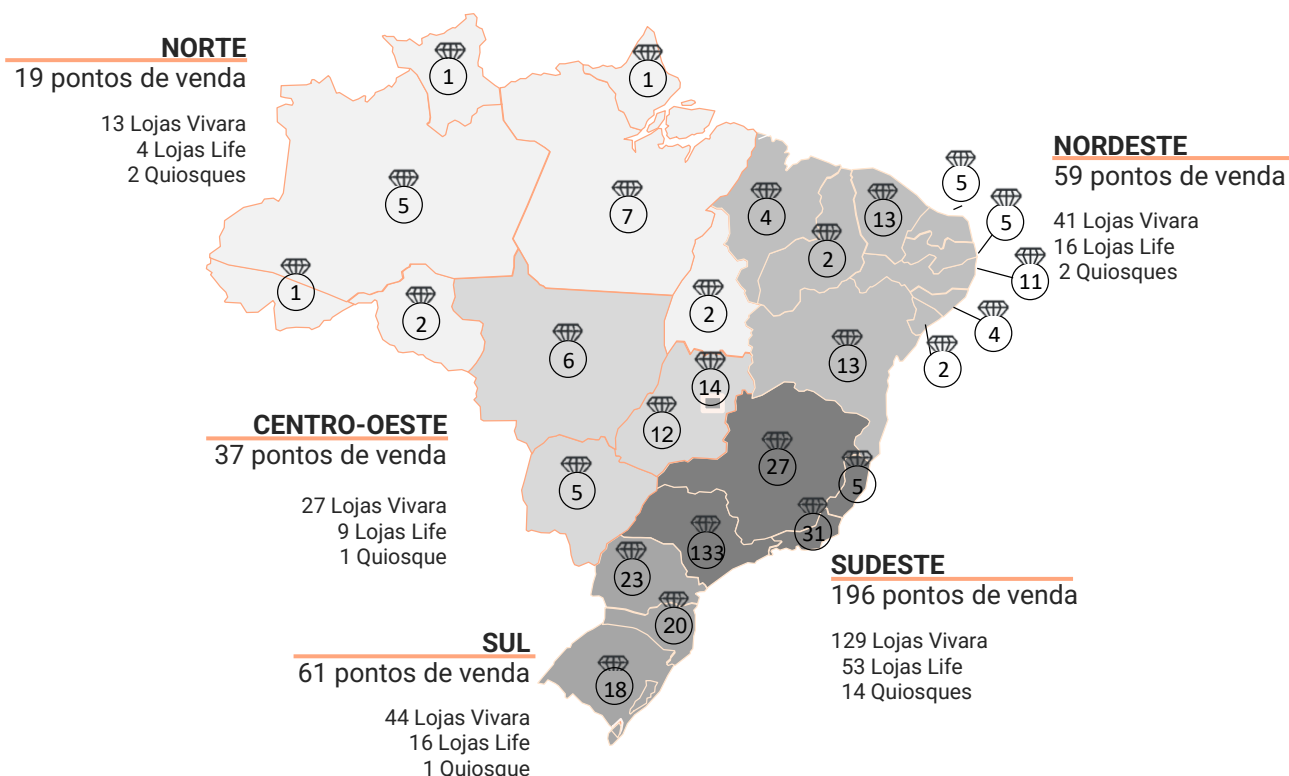 NORTE
19 pontos de venda
13 Lojas Vivara
4 Lojas Life
2 Quiosques
1
1
5
7
1
2
2
4
2
13
5
5
11
4
2
13
NORDESTE
59 pontos de venda
41 Lojas Vivara
16 Lojas Life
2 Quiosques
6
14
12
5
CENTRO-OESTE
37 pontos de venda
27 Lojas Vivara
9 Lojas Life
1 Quiosque
27
5
31
133
SUDESTE
196 pontos de venda
129 Lojas Vivara
53 Lojas Life
14 Quiosques
23
20
18
SUL
61 pontos de venda
44 Lojas Vivara
16 Lojas Life
1 Quiosque